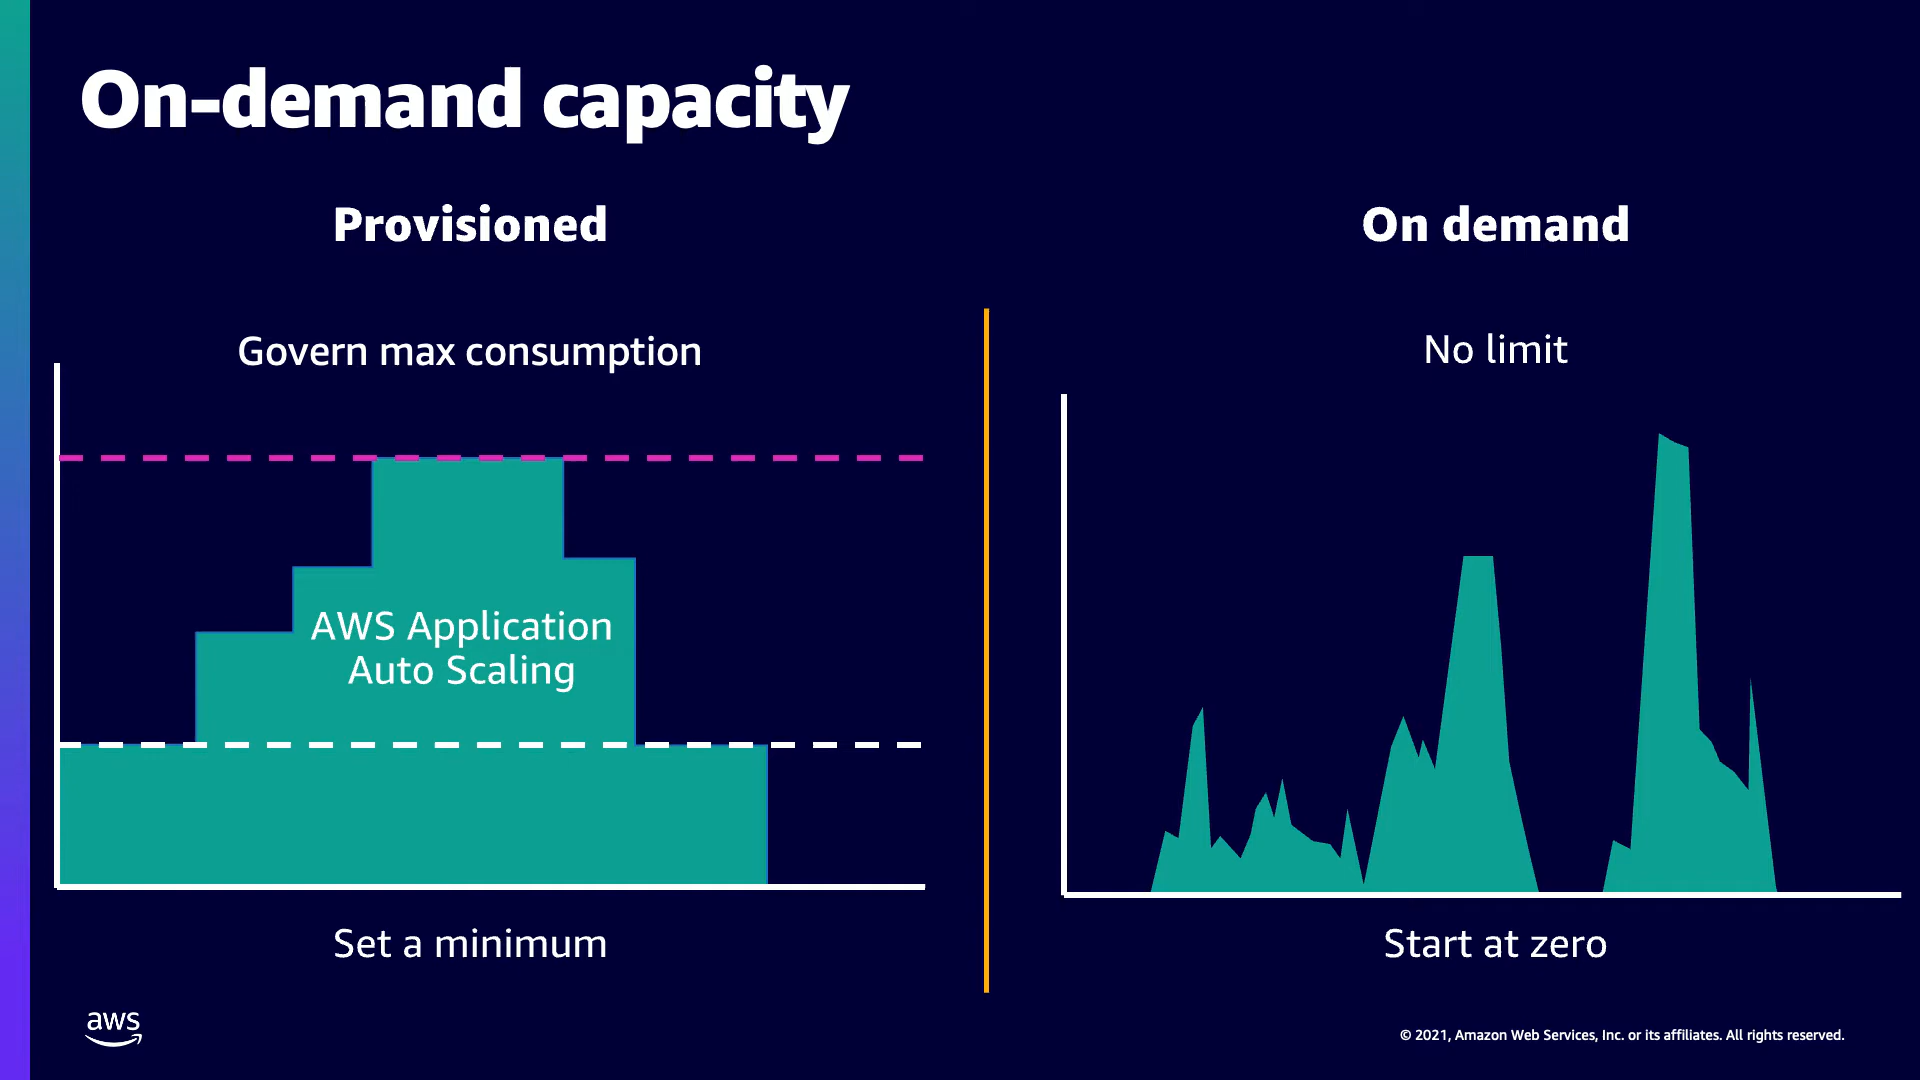 On-demand capacity
Provisioned
On demand
Govern max consumption
No limit
AWS Application
Auto Scaling
Set a minimum
Start at zero
aws
© 2021, Amazon Web Services, Inc. or its affiliates. All rights reserved.